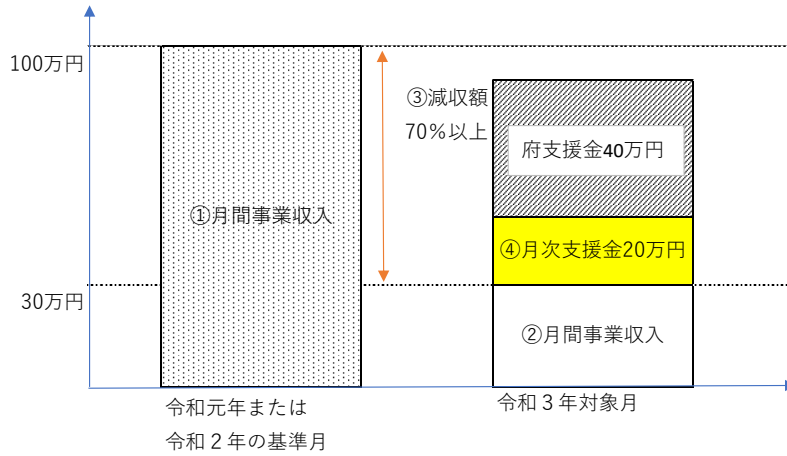 100万円
③減収額
70%以上
府支援金40万円
①月間事業収入
④月次支援金20万円
30万円
②月間事業収入
令和元年または
令和２年の基準月
令和３年対象月